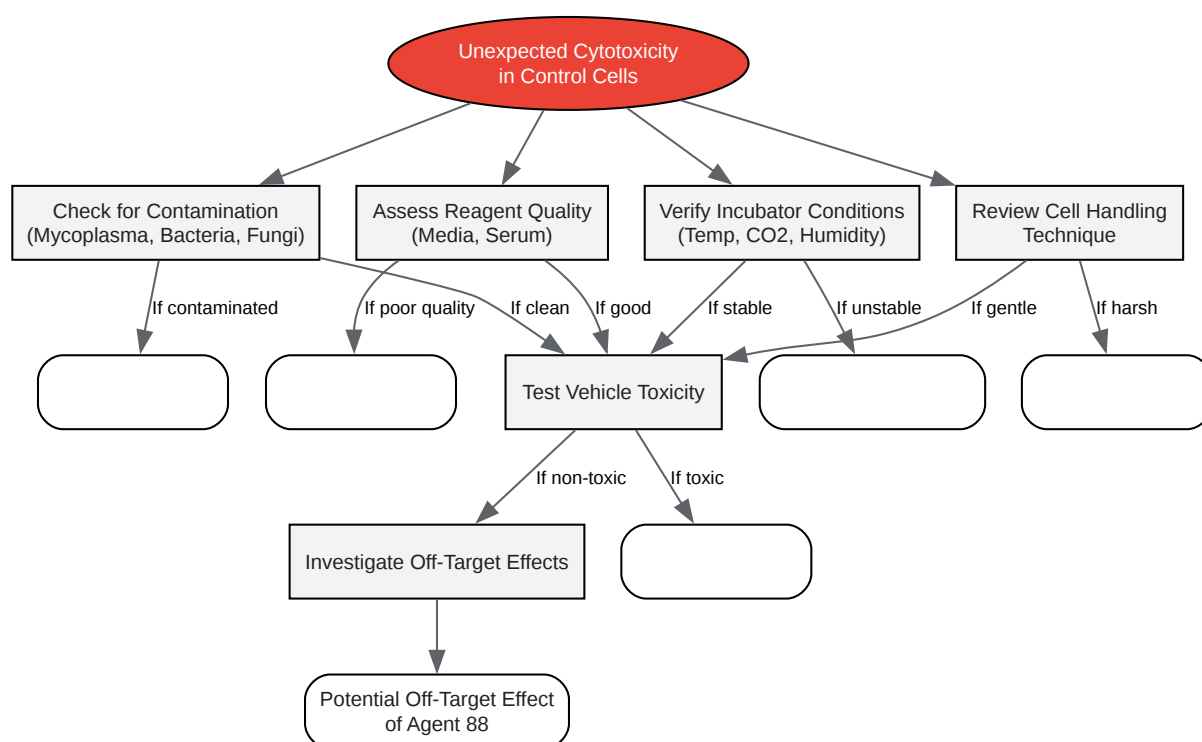 Unexpected Cytotoxicity
in Control Cells
Check for Contamination
(Mycoplasma, Bacteria, Fungi)
Assess Reagent Quality
(Media, Serum)
Verify Incubator Conditions
(Temp, CO2, Humidity)
Review Cell Handling
Technique
If contaminated
If poor quality
If clean
If good
If stable
If unstable
If gentle
If harsh
Test Vehicle Toxicity
If non-toxic
If toxic
Investigate Off-Target Effects
Potential Off-Target Effect
of Agent 88